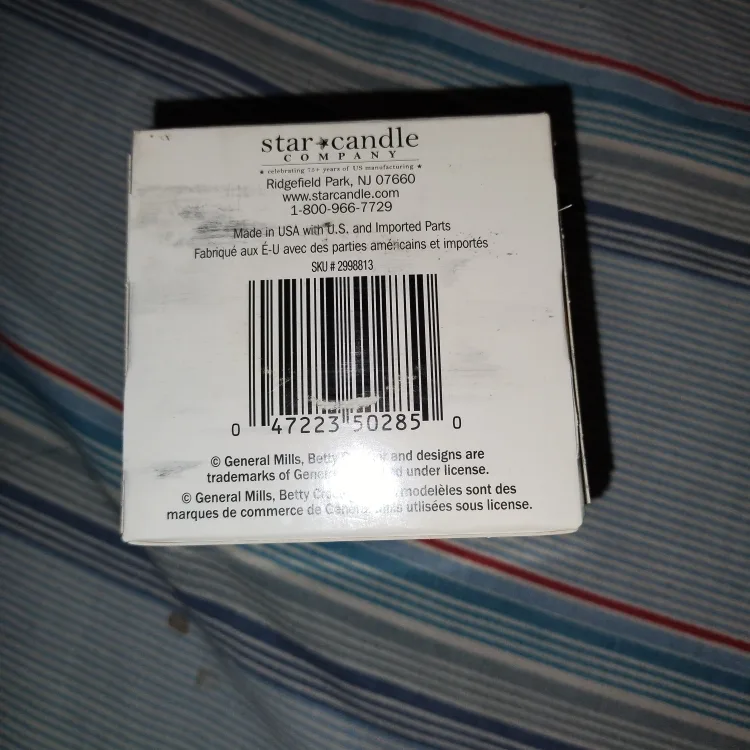 star candle
COMPANY
★ celebrating 75+ years of US manufacturing ★
Ridgefield Park, NJ 07660
www.starcandle.com
1-800-966-7729
Made in USA with U.S. and Imported Parts
Fabriqué aux É-U avec des parties américains et importés
SKU # 2998813
0 47223 50285 0
© General Mills, Betty and designs are
trademarks of under license.
© General Mills, Betty modelèles sont des
marques de commerce de utlisées sous license.